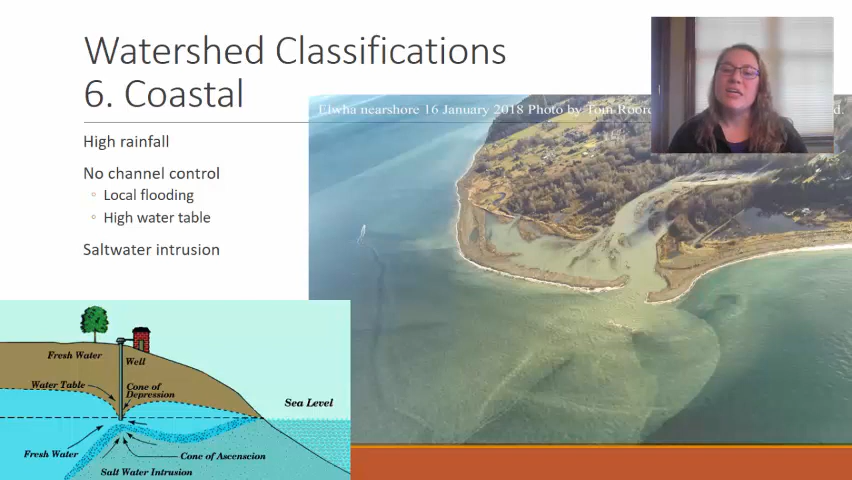 Watershed Classifications
6. Coastal
Elwha nearshore 16 January 2018 Photo by Tom Roor
d.
High rainfall
No channel control
◦ Local flooding
◦ High water table
Saltwater intrusion
Fresh Water
Well
Water Table
Cone of
Depression
Sea Level
Fresh Water
Cone of Ascension
Salt Water Intrusion